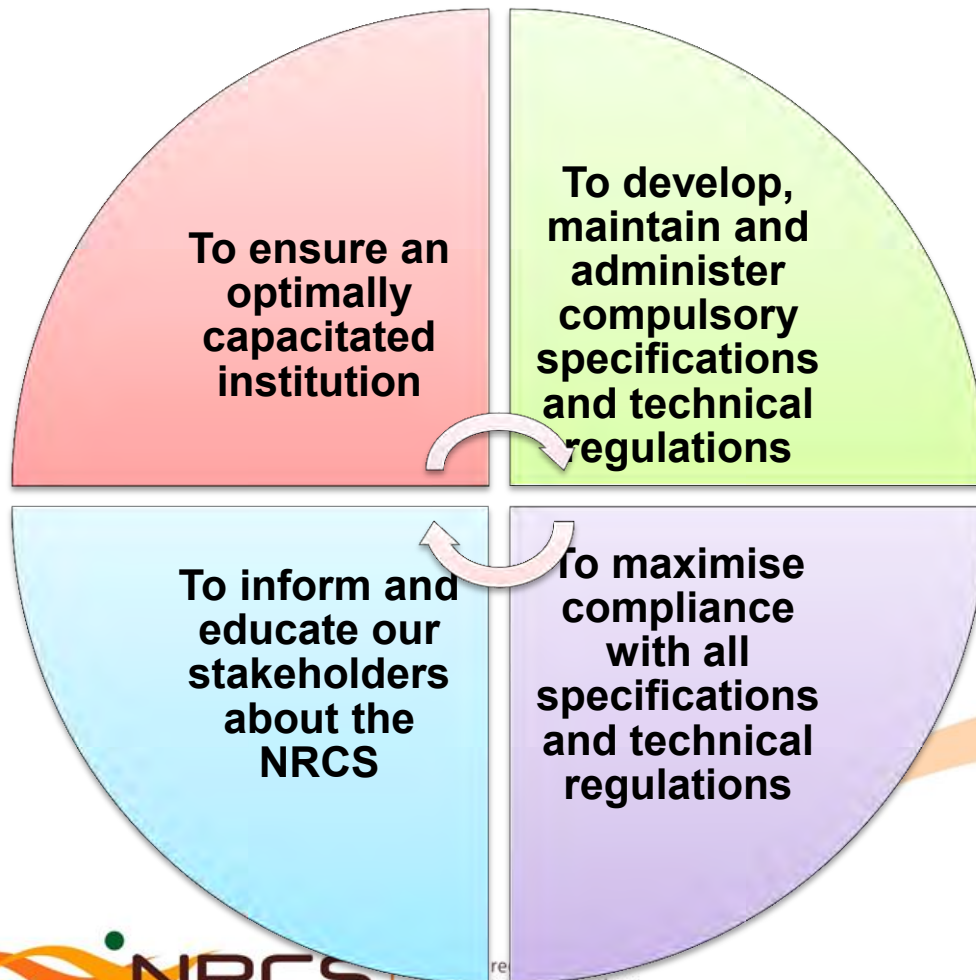 To ensure an
optimally
capacitated
institution
To develop,
maintain and
administer
compulsory
specifications
and technical
regulations
To inform and
educate our
stakeholders
about the
NRCS
To maximise
compliance
with all
specifications
and technical
regulations
NRCS